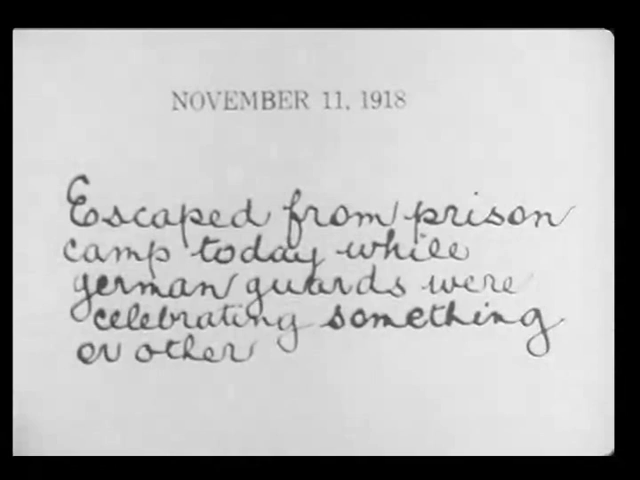 NOVEMBER 11, 1918
Escaped from prison
camp today while
german guards were
celebrating something
or other